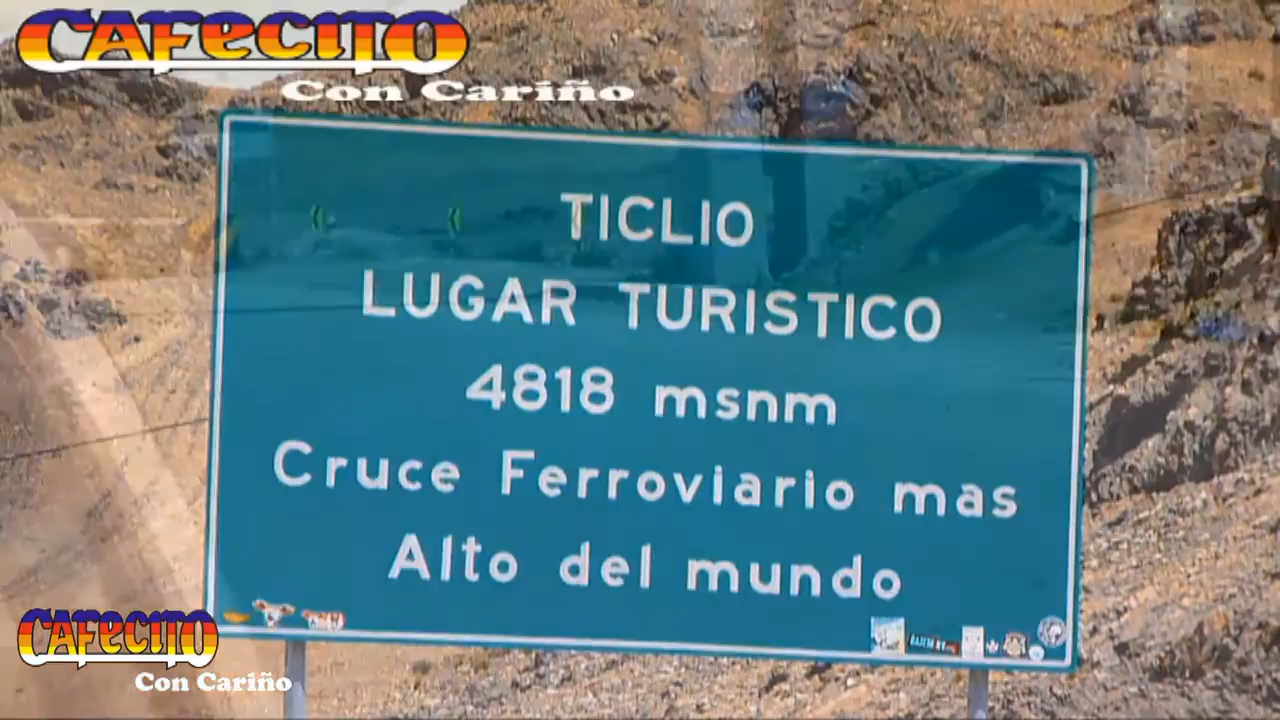 CAFECITO
Con Cariño
TICLIO
LUGAR TURISTICO
4818 msnm
Cruce Ferroviario mas
Alto del mundo
CAFECITO
Con Cariño